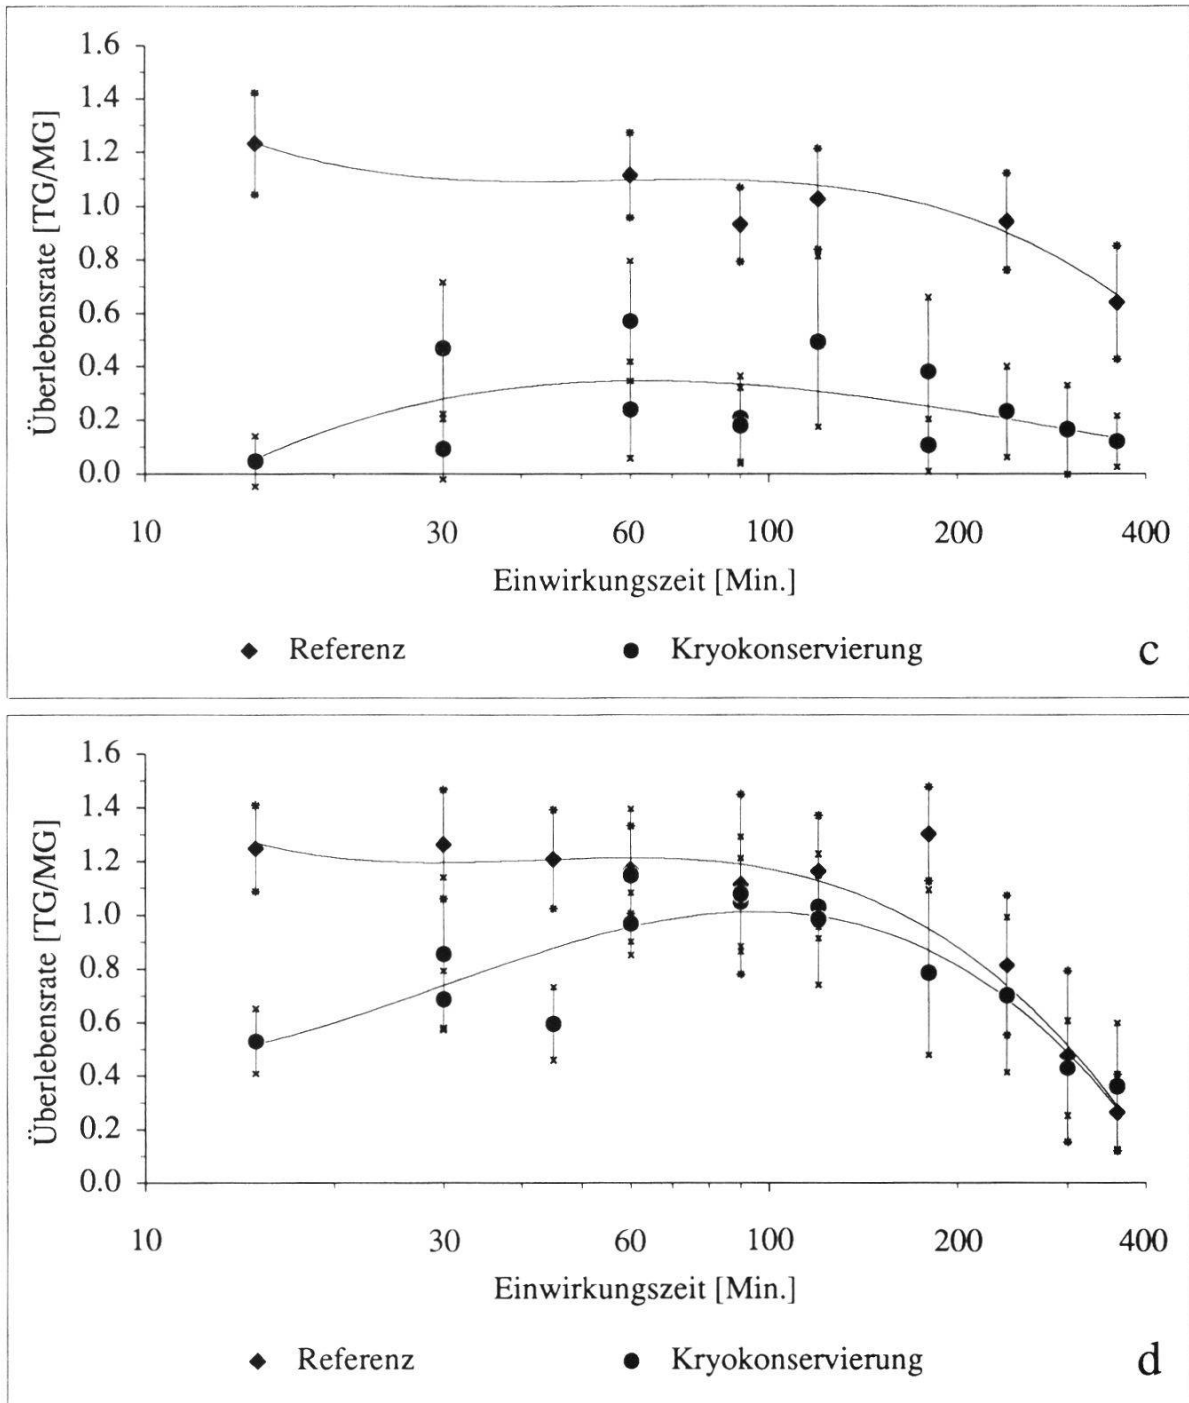 1.6
1.4
1.2
1.0
0.8
0.6
0.4
0.2
0.0
Überlebensrate [TG/MG]
10 30 60 100 200 400
Einwirkungszeit [Min.]
Referenz Kryokonservierung c
1.6
1.4
1.2
1.0
0.8
0.6
0.4
0.2
0.0
Überlebensrate [TG/MG]
10 30 60 100 200 400
Einwirkungszeit [Min.]
Referenz Kryokonservierung d